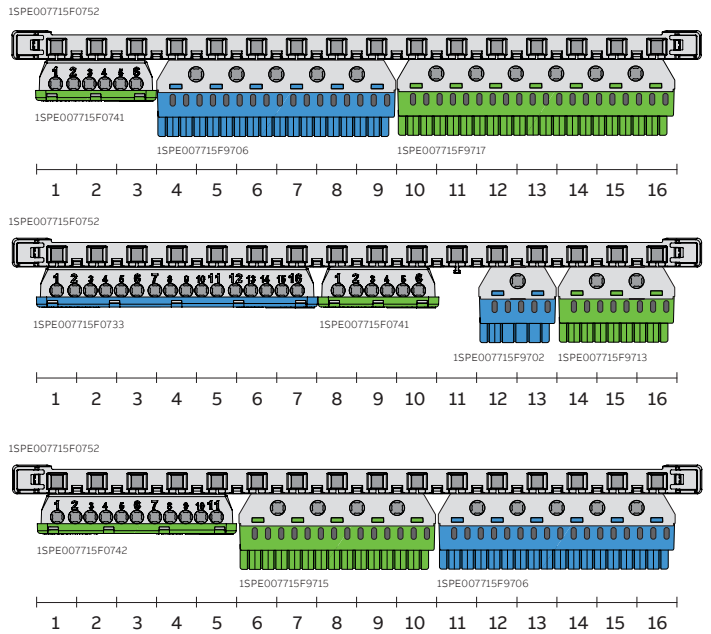 1SPE007715F0752
1 2 3 4 5 6
1SPE007715F0741
1SPE007715F9706 1SPE007715F9717
1 2 3 4 5 6 7 8 9 10 11 12 13 14 15 16
1SPE007715F0752
1 2 3 4 5 6 7 8 9 10 11 12 13 14 15 16 1 2 3 4 5 6
1SPE007715F0733 1SPE007715F0741
1SPE007715F9702 1SPE007715F9713
1 2 3 4 5 6 7 8 9 10 11 12 13 14 15 16
1SPE007715F0752
1 2 3 4 5 6 7 8 9 10 11
1SPE007715F0742
1SPE007715F9715 1SPE007715F9706
1 2 3 4 5 6 7 8 9 10 11 12 13 14 15 16